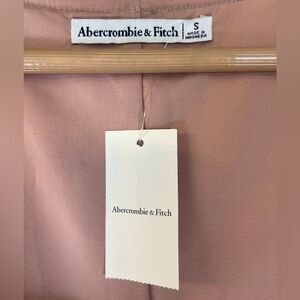 Abercrombie & Fitch
S
MADE IN
INDONESIA
Abercrombie & Fitch